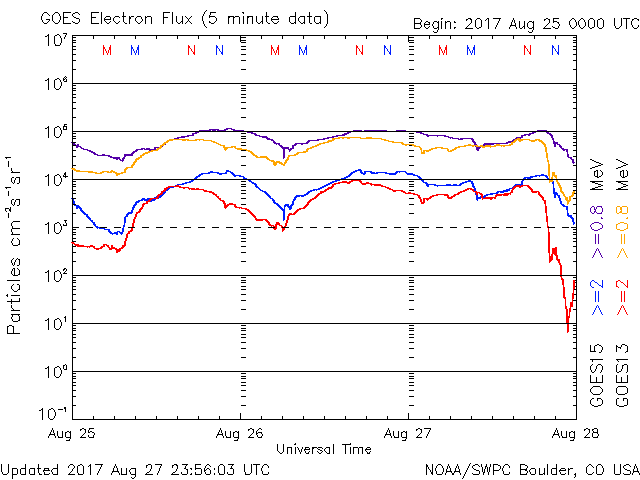 GOES Electron Flux (5 minute data)
Begin: 2017 Aug 25 0000 UTC
M M N N M M N N M M N N
10⁷
10⁶
10⁵
10⁴
10³
10²
10¹
10⁰
10⁻¹
Particles cm⁻²s⁻¹sr⁻¹
Aug 25 Aug 26 Aug 27 Aug 28
Universal Time
GOES15 >=2 >=0.8 MeV
GOES13 >=2 >=0.8 MeV
Updated 2017 Aug 27 23:56:03 UTC
NOAA/SWPC Boulder, CO USA